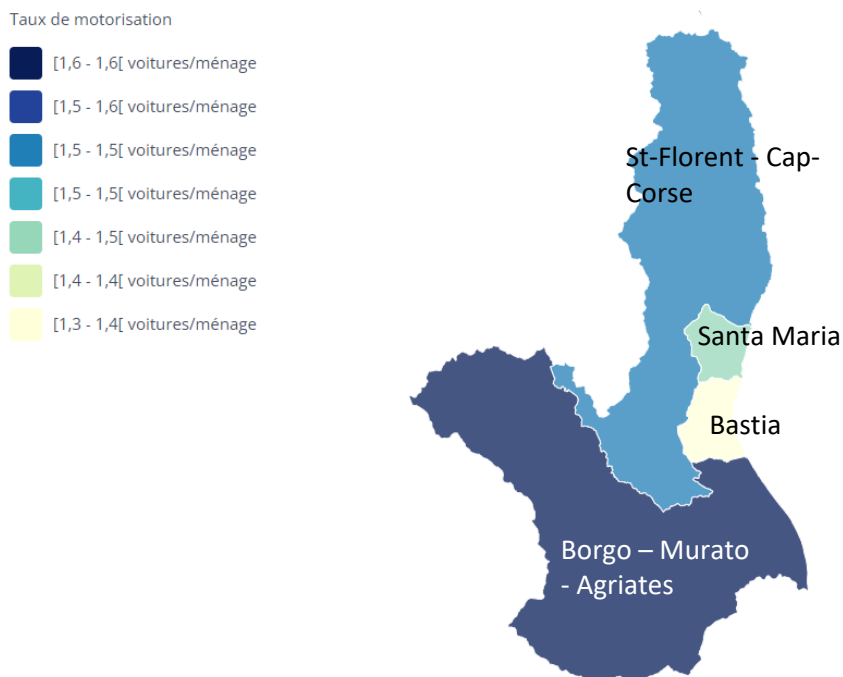 Taux de motorisation
[1,6 - 1,6[ voitures/ménage
[1,5 - 1,6[ voitures/ménage
[1,5 - 1,5[ voitures/ménage
[1,5 - 1,5[ voitures/ménage
[1,4 - 1,5[ voitures/ménage
[1,4 - 1,4[ voitures/ménage
[1,3 - 1,4[ voitures/ménage
St-Florent - Cap-
Corse
Santa Maria
Bastia
Borgo – Murato
- Agriates